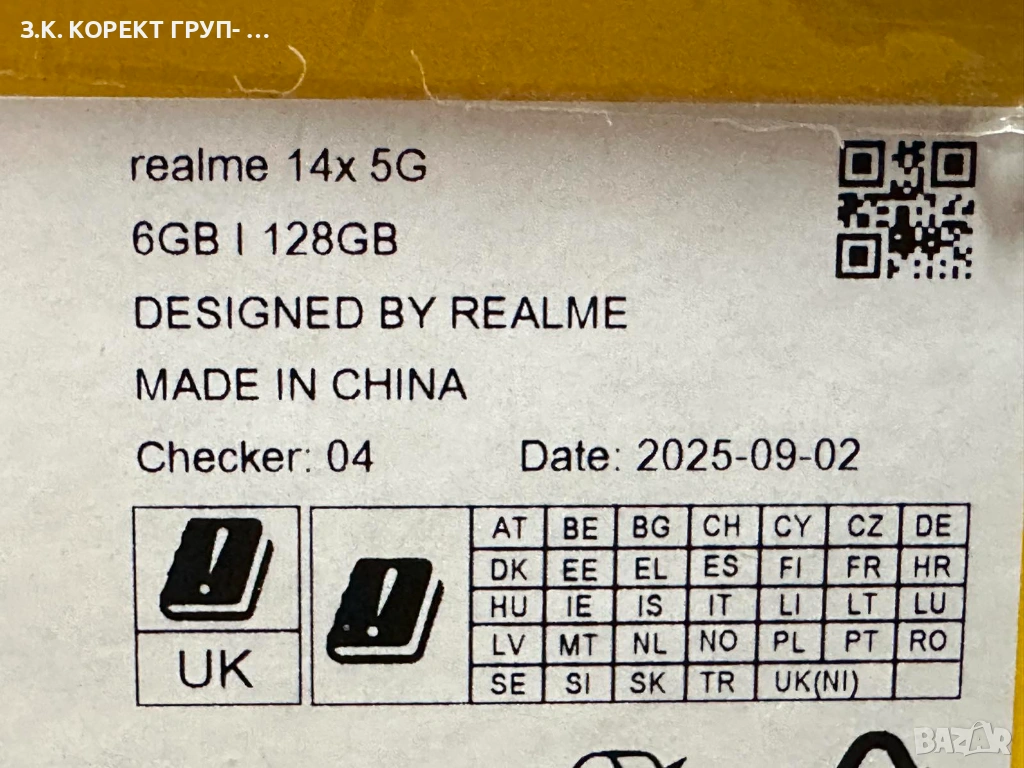 З.К. КОРЕКТ ГРУП- ...
realme 14x 5G
6GB | 128GB
DESIGNED BY REALME
MADE IN CHINA
Checker: 04 Date: 2025-09-02
AT BE BG CH CY CZ DE
DK EE EL ES FI FR HR
HU IE IS IT LI LT LU
LV MT NL NO PL PT RO
SE SI SK TR UK(NI)
UK
BAZAR